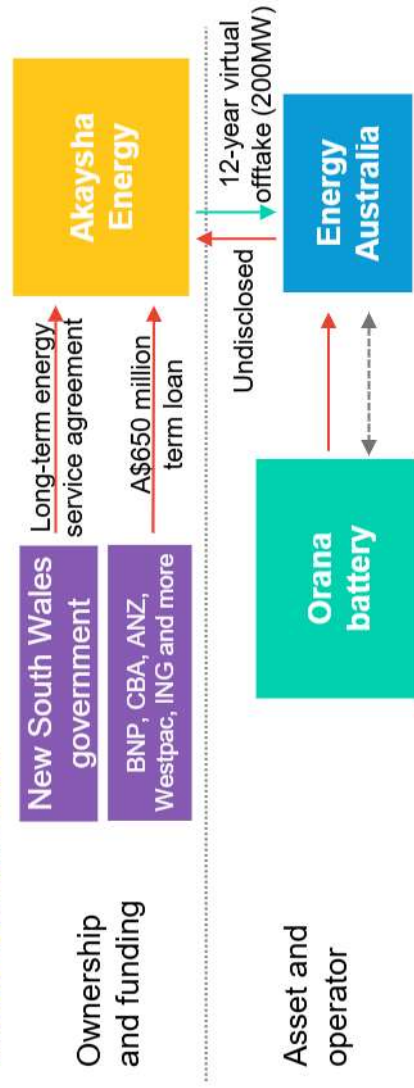 Ownership
and funding
New South Wales
government
Long-term energy
service agreement
Akaysha
Energy
BNP, CBA, ANZ,
Westpac, ING and more
A$650 million
term loan
Undisclosed
12-year virtual
offtake (200MW)
Asset and
operator
Orana
battery
Energy
Australia